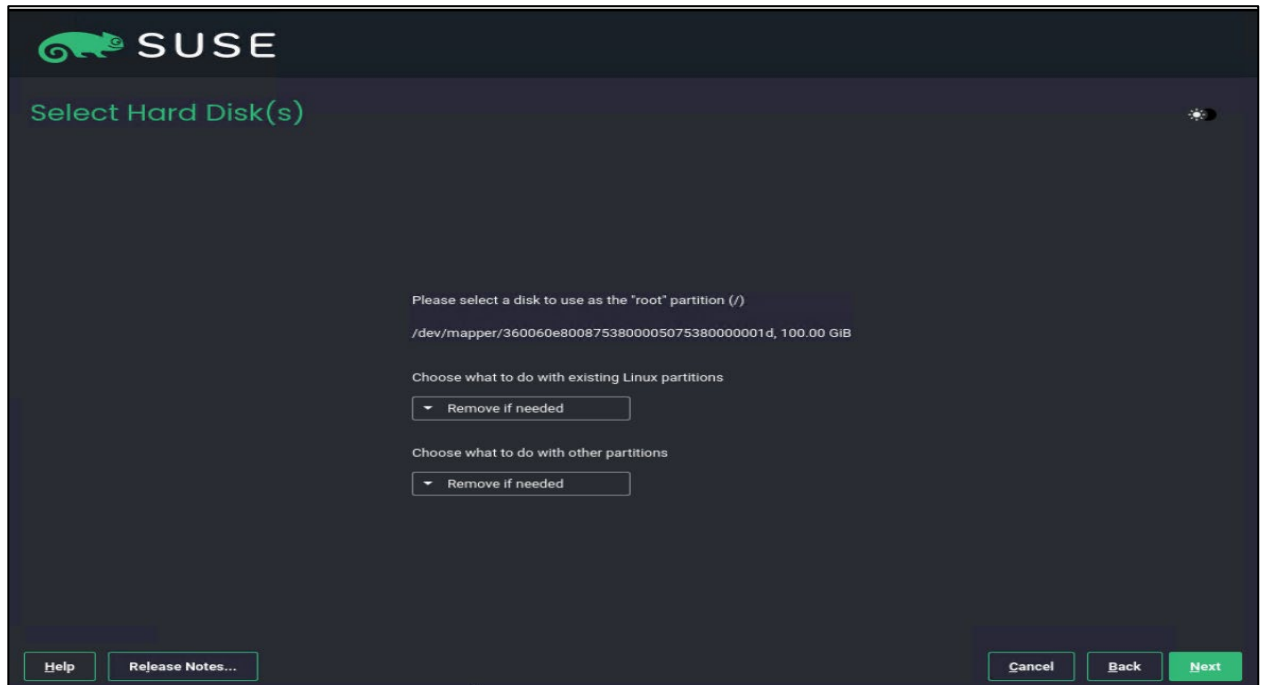 SUSE
Select Hard Disk(s)
Please select a disk to use as the "root" partition (/)
/dev/mapper/360060e8008753800005075380000001d, 100.00 GiB
Choose what to do with existing Linux partitions
Remove if needed
Choose what to do with other partitions
Remove if needed
Help Release Notes... Cancel Back Next